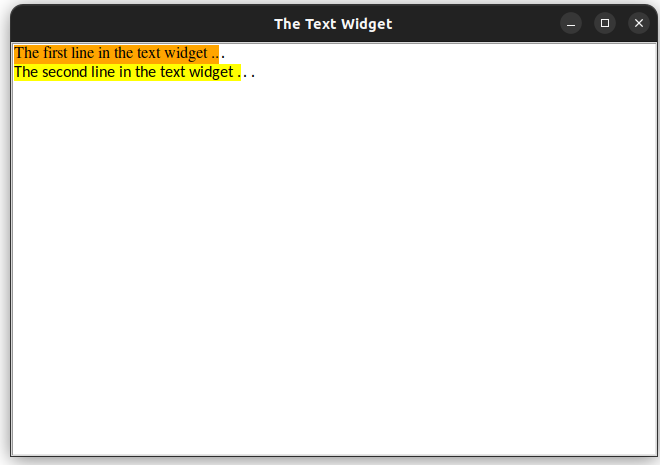 The Text Widget
The first line in the text widget ...
The second line in the text widget ...